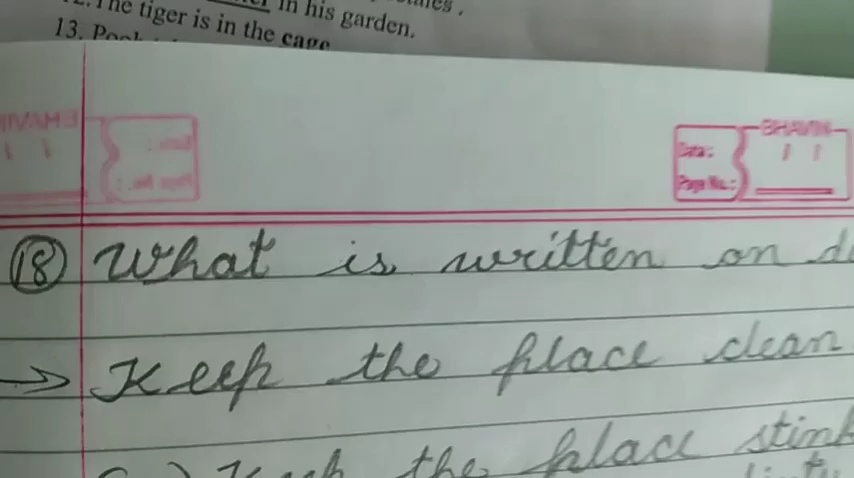 The tiger is in the cage
in his garden.
13.
BHAVIN
Date:
Page No.:
18 What is written on
→ Keep the place clean
the place